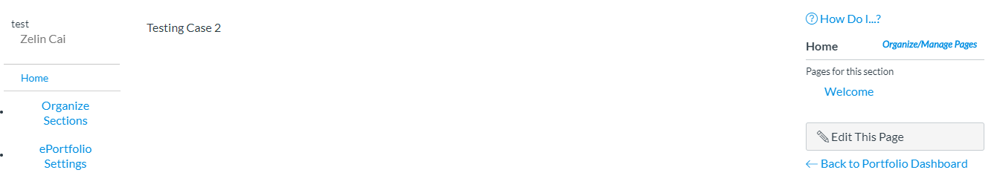 test
Zelin Cai
Home
Organize
Sections
ePortfolio
Settings
Testing Case 2
How Do I...?
Home
Organize/Manage Pages
Pages for this section
Welcome
Edit This Page
Back to Portfolio Dashboard